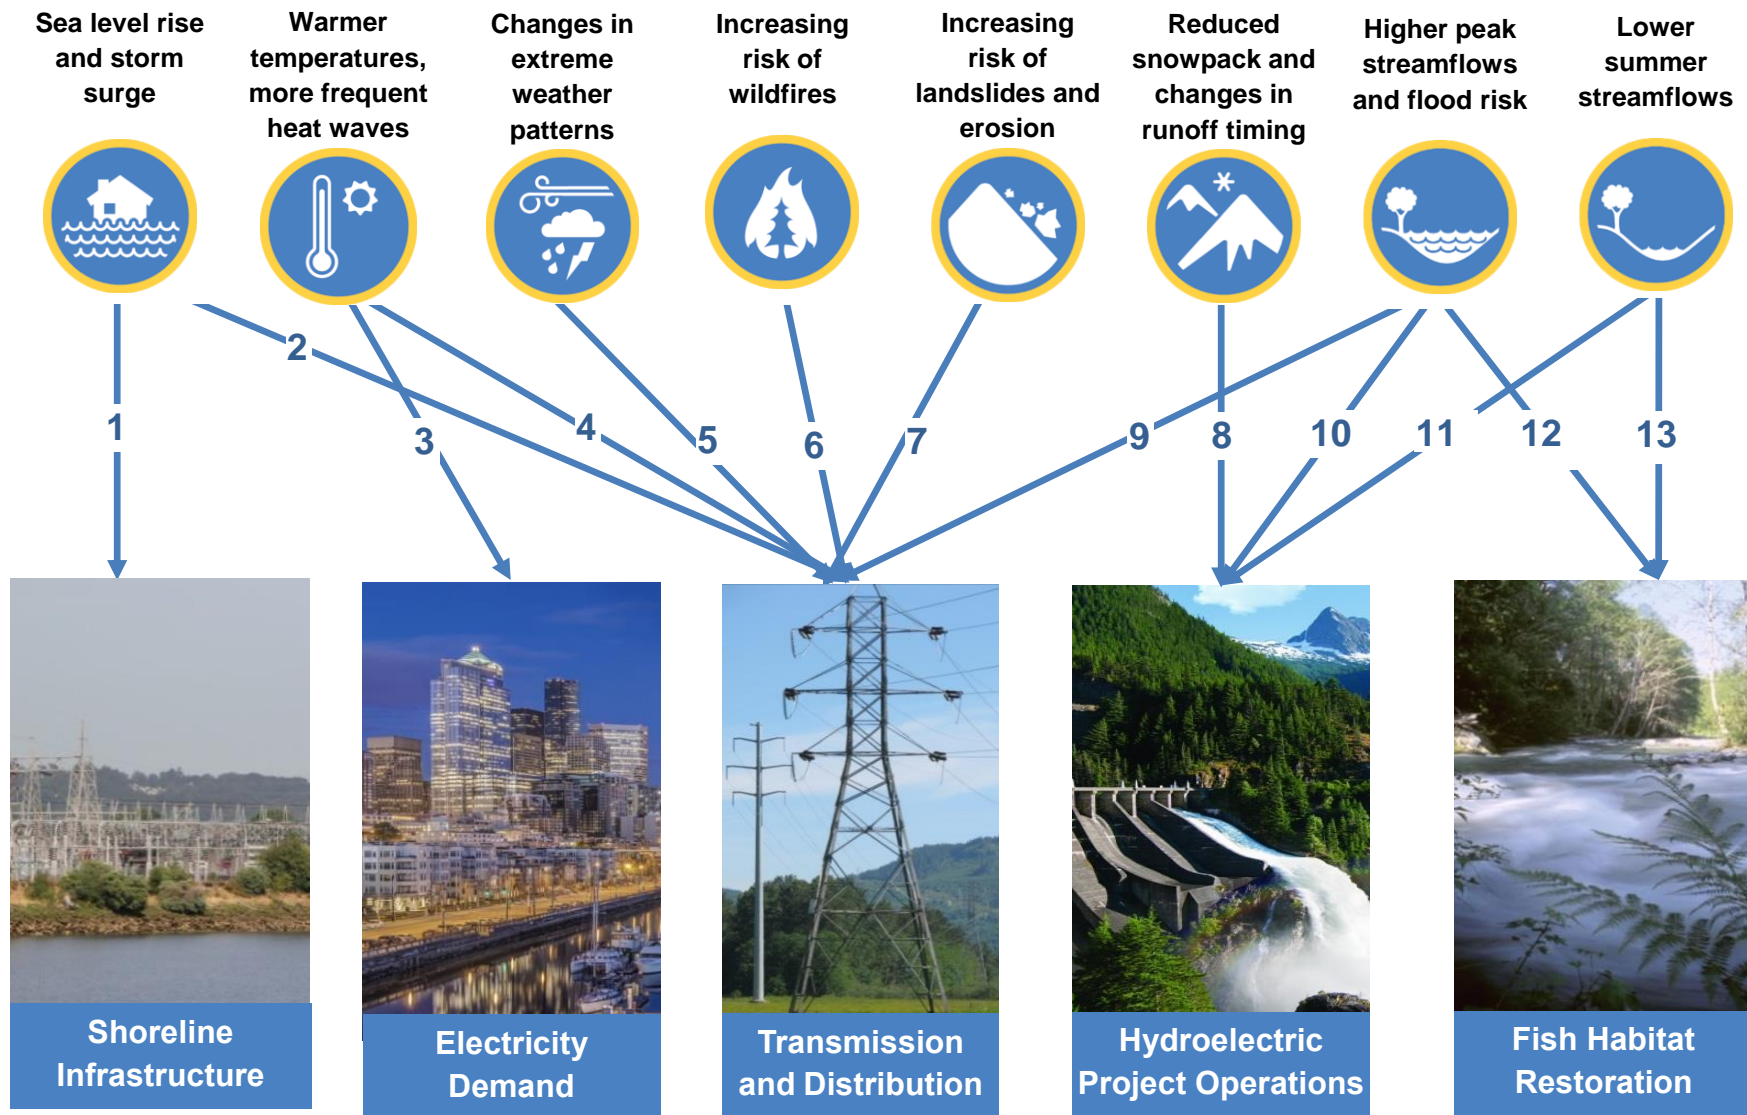 Sea level rise
and storm
surge
Warmer
temperatures,
more frequent
heat waves
Changes in
extreme
weather
patterns
Increasing
risk of
wildfires
Increasing
risk of
landslides and
erosion
Reduced
snowpack and
changes in
runoff timing
Higher peak
streamflows
and flood risk
Lower
summer
streamflows
1
2
3
4
5
6
7
9
8
10
11
12
13
Shoreline
Infrastructure
Electricity
Demand
Transmission
and Distribution
Hydroelectric
Project Operations
Fish Habitat
Restoration